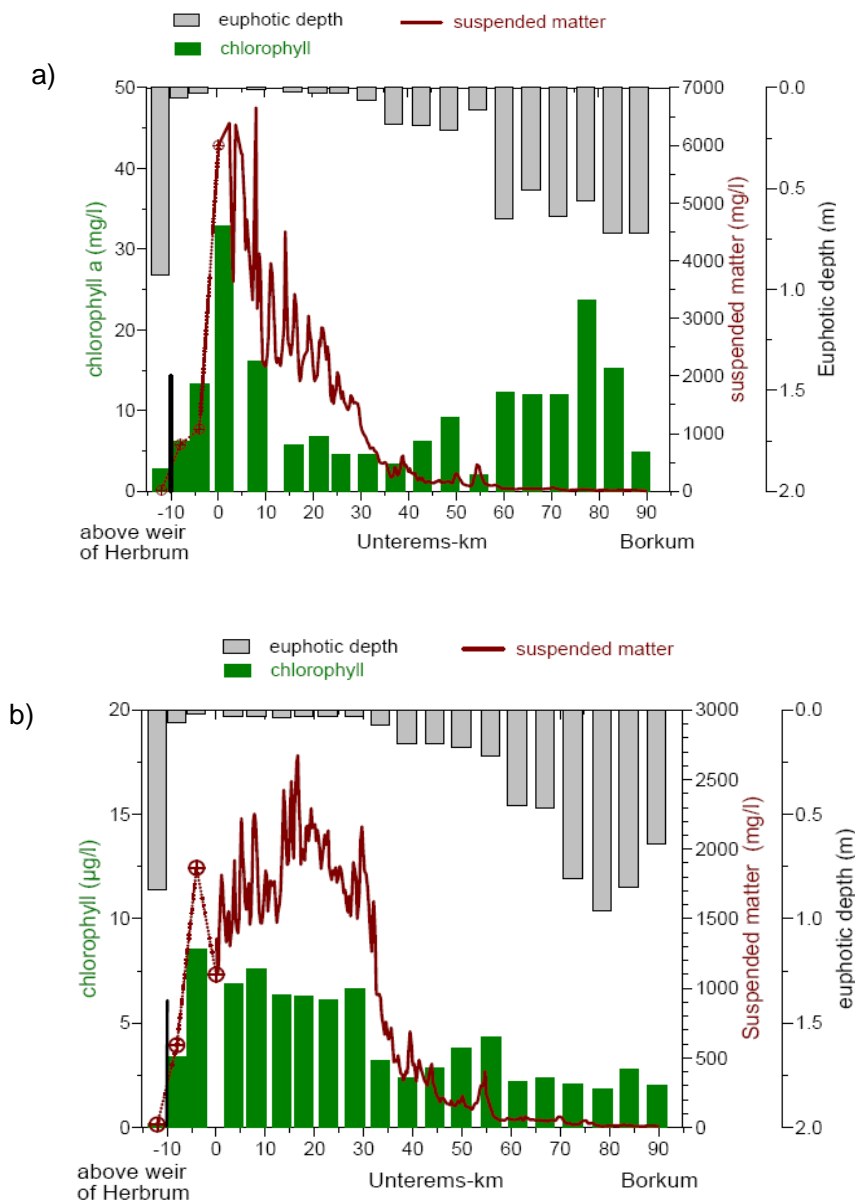 euphotic depth
suspended matter
chlorophyll
a)
50
40
30
20
10
0
chlorophyll a (mg/l)
7000
6000
5000
4000
3000
2000
1000
0
suspended matter (mg/l)
0.0
0.5
1.0
1.5
2.0
Euphotic depth (m)
-10 0 10 20 30 40 50 60 70 80 90
above weir
of Herbrum
Unterems-km
Borkum
euphotic depth
suspended matter
chlorophyll
b)
20
15
10
5
0
chlorophyll (µg/l)
3000
2500
2000
1500
1000
500
0
Suspended matter (mg/l)
0.0
0.5
1.0
1.5
2.0
euphotic depth (m)
-10 0 10 20 30 40 50 60 70 80 90
above weir
of Herbrum
Unterems-km
Borkum